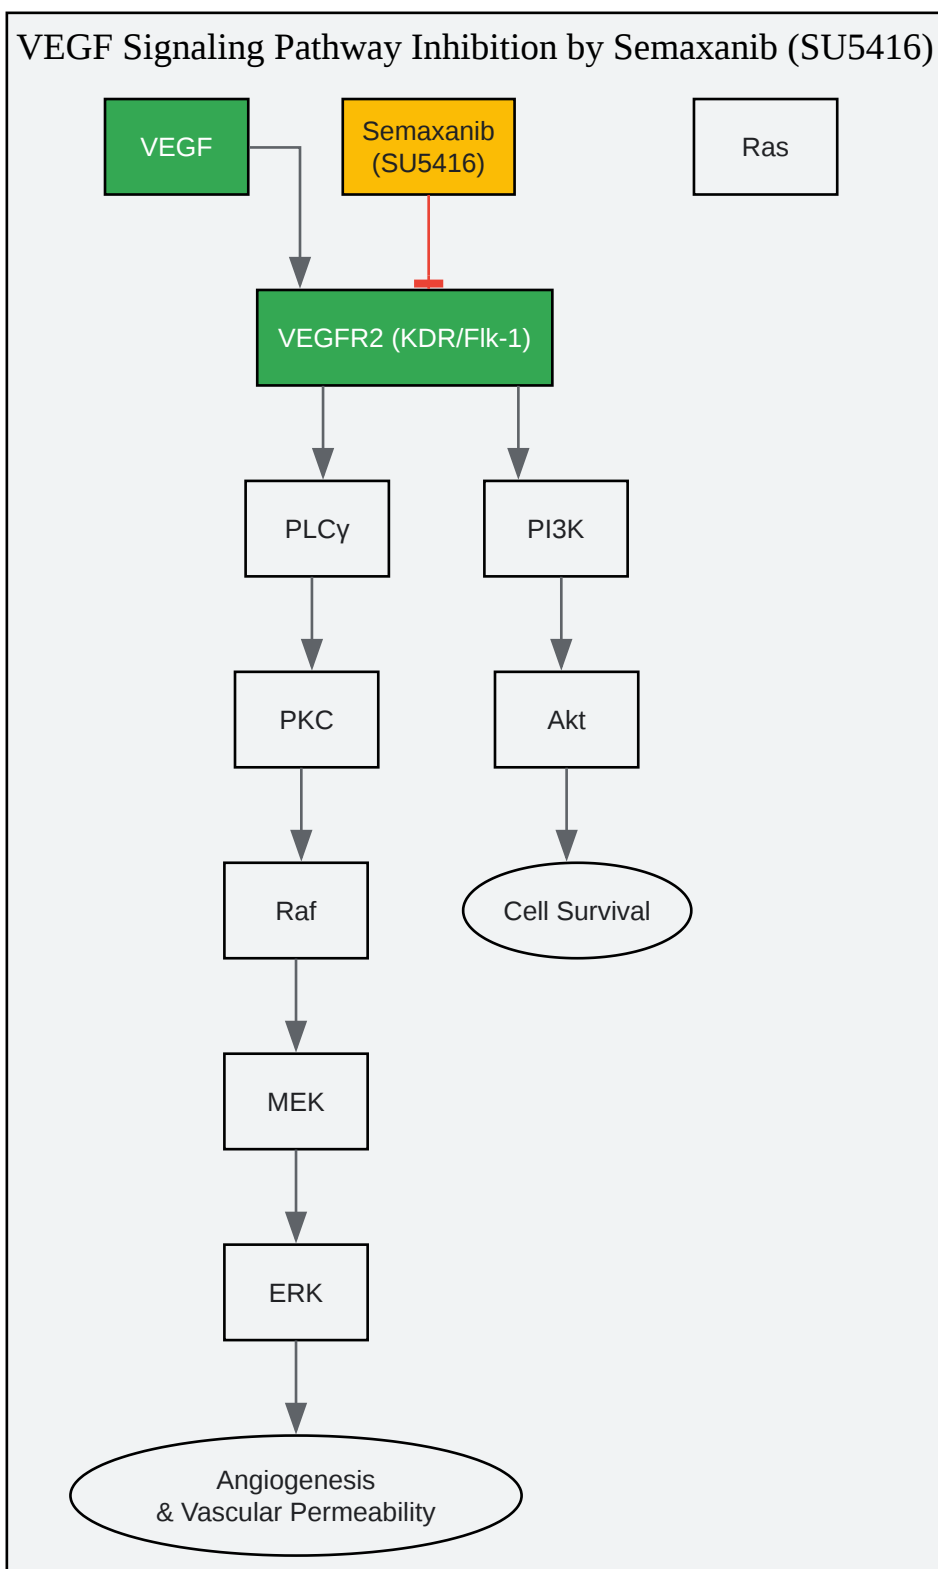 VEGF Signaling Pathway Inhibition by Semaxanib (SU5416)
VEGF
Semaxanib
(SU5416)
Ras
VEGFR2 (KDR/Flk-1)
PLCγ
PI3K
PKC
Akt
Raf
Cell Survival
MEK
ERK
Angiogenesis
& Vascular Permeability